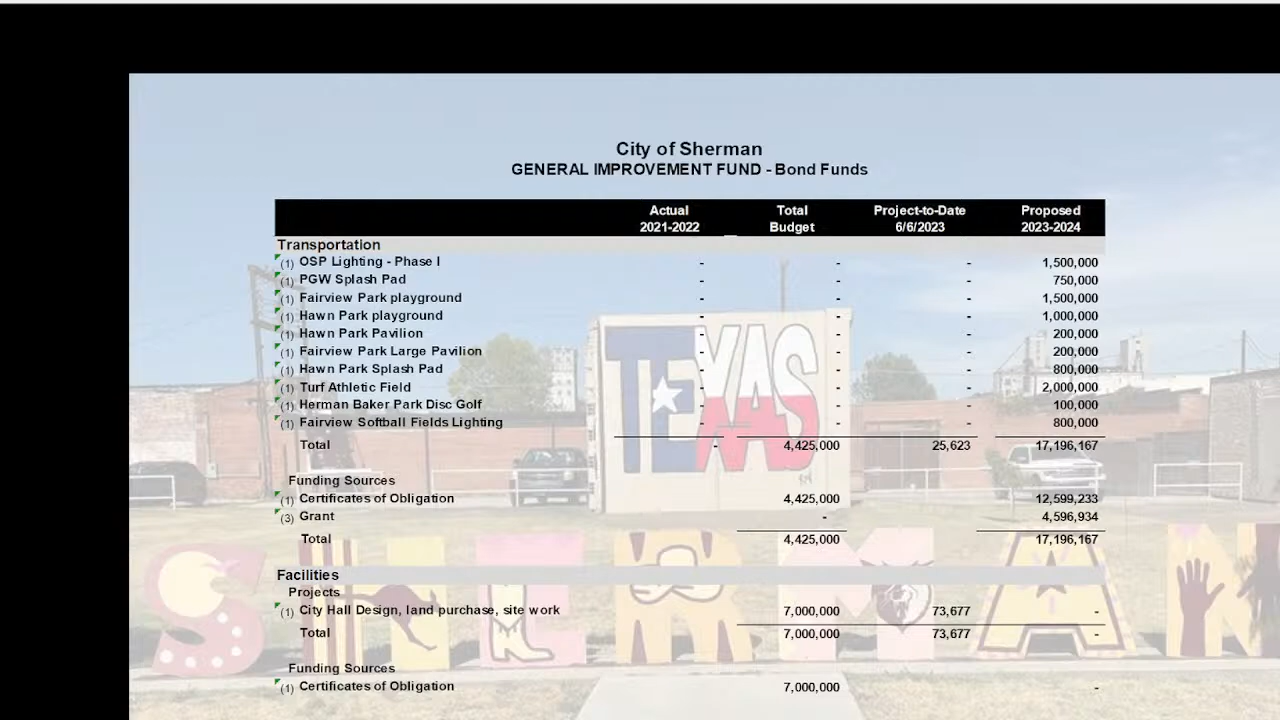 City of Sherman
GENERAL IMPROVEMENT FUND - Bond Funds
Actual Total Project-to-Date Proposed
2021-2022 Budget 6/6/2023 2023-2024
Transportation
(1) OSP Lighting - Phase I - - - 1,500,000
(1) PGW Splash Pad - - - 750,000
(1) Fairview Park playground - - - 1,500,000
(1) Hawn Park playground - - - 1,000,000
(1) Hawn Park Pavilion - - - 200,000
(1) Fairview Park Large Pavilion - - - 200,000
(1) Hawn Park Splash Pad - - - 800,000
(1) Turf Athletic Field - - - 2,000,000
(1) Herman Baker Park Disc Golf - - - 100,000
(1) Fairview Softball Fields Lighting - - - 800,000
Total - 4,425,000 25,623 17,196,167
Funding Sources
(1) Certificates of Obligation 4,425,000 12,599,233
(3) Grant - 4,596,934
Total 4,425,000 17,196,167
Facilities
Projects
(1) City Hall Design, land purchase, site work 7,000,000 73,677 -
Total 7,000,000 73,677 -
Funding Sources
(1) Certificates of Obligation 7,000,000 -
TEXAS
SHERMAN